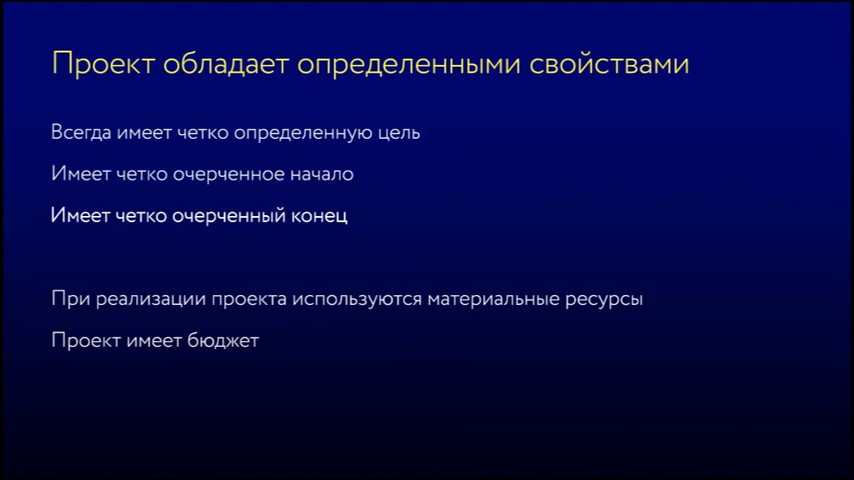 Проект обладает определенными свойствами
Всегда имеет четко определенную цель
Имеет четко очерченное начало
Имеет четко очерченный конец
При реализации проекта используются материальные ресурсы
Проект имеет бюджет